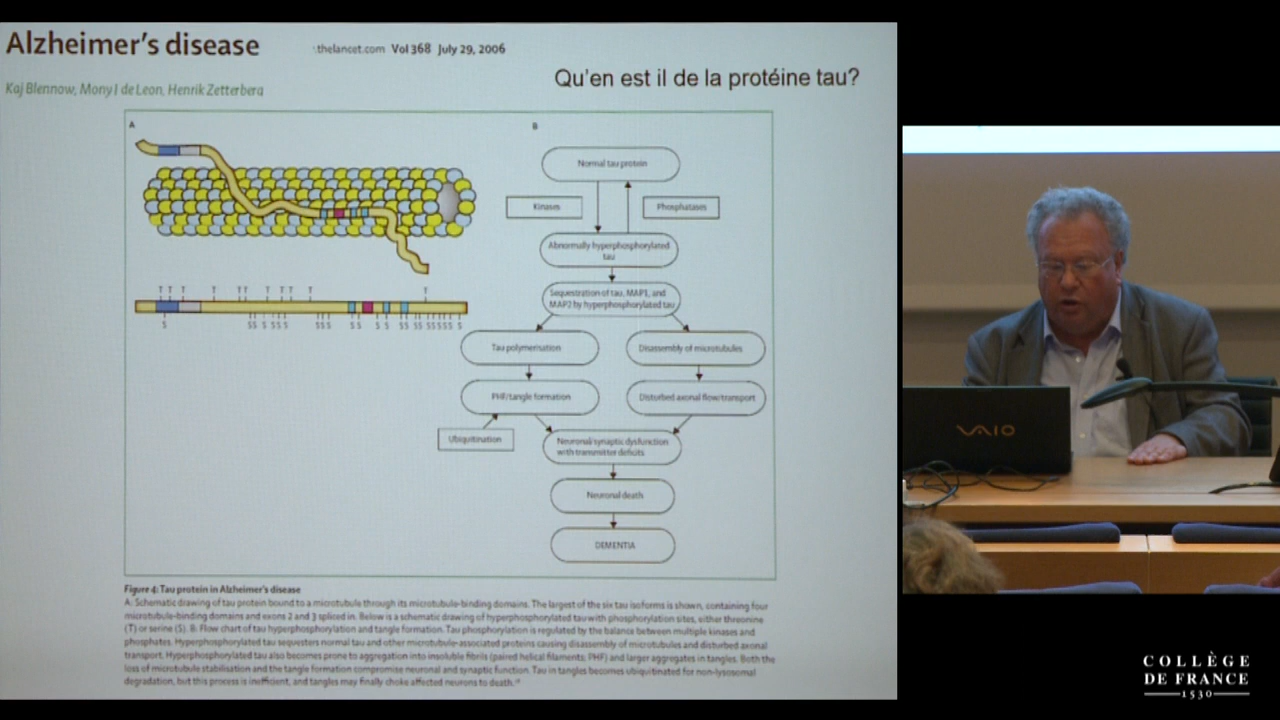 Alzheimer's disease
thelancet.com Vol 368 July 29, 2006
Qu'en est il de la protéine tau?
Kaj Blennow, Mony J de Leon, Henrik Zetterberg
A
B
Normal tau protein
Kinases
Phosphatases
Abnormally hyperphosphorylated
tau
Sequestration of tau, MAP1, and
MAP2 by hyperphosphorylated tau
Tau polymerisation
Disassembly of microtubules
PHF/tangle formation
Disturbed axonal flow/transport
Ubiquitination
Neuronal/synaptic dysfunction
with transmitter deficits
Neuronal death
DEMENTIA
Figure 4: Tau protein in Alzheimer's disease
A: Schematic drawing of tau protein bound to a microtubule through its microtubule-binding domains. The largest of the six tau isoforms is shown, containing four
microtubule-binding domains and exons 2 and 3 spliced in. Below is a schematic drawing of hyperphosphorylated tau with phosphorylation sites, either threonine
(T) or serine (S). B: Flow chart of tau hyperphosphorylation and tangle formation. Tau phosphorylation is regulated by the balance between multiple kinases and
phosphates. Hyperphosphorylated tau sequesters normal tau and other microtubule-associated proteins causing disassembly of microtubules and disturbed axonal
transport. Hyperphosphorylated tau also becomes prone to aggregation into insoluble fibrils (paired helical filaments; PHF) and larger aggregates in tangles. Both the
loss of microtubule stabilisation and the tangle formation compromise neuronal and synaptic function. Tau in tangles becomes ubiquitinated for non-lysosomal
degradation, but this process is inefficient, and tangles may finally choke affected neurons to death.
VAIO
COLLÈGE
DE FRANCE
1530